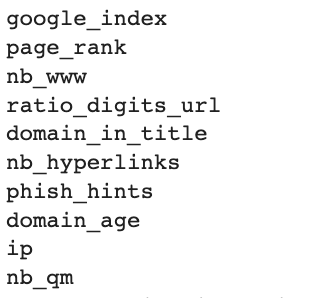 google_index
page_rank
nb_www
ratio_digits_url
domain_in_title
nb_hyperlinks
phish_hints
domain_age
ip
nb_qm